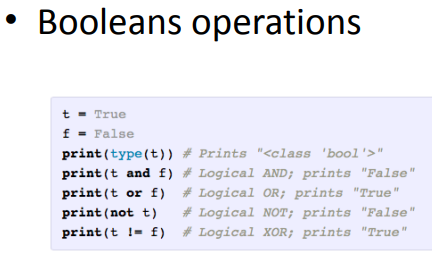 • Booleans operations
t = True
f = False
print(type(t)) # Prints "<class 'bool'>"
print(t and f) # Logical AND; prints "False"
print(t or f)  # Logical OR; prints "True"
print(not t)   # Logical NOT; prints "False"
print(t != f)  # Logical XOR; prints "True"